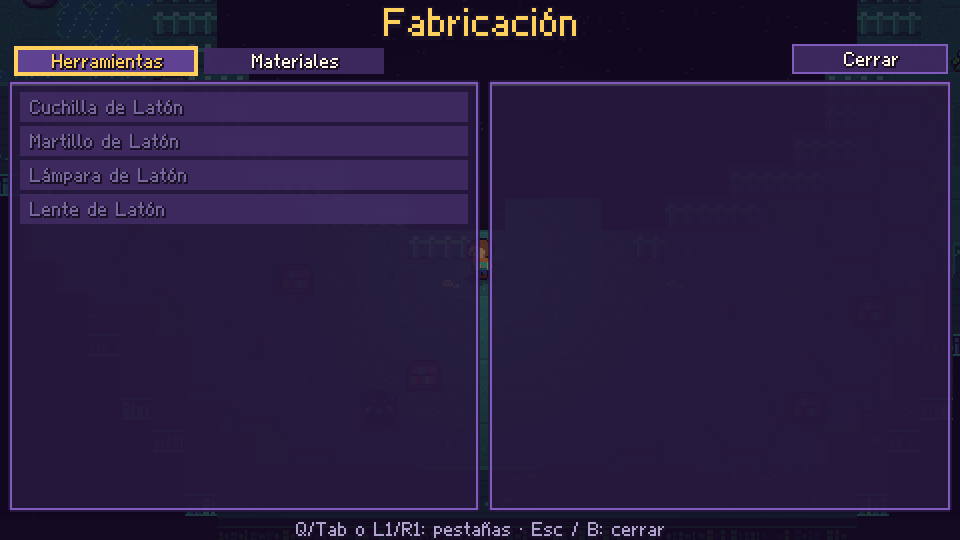 Fabricación
Herramientas
Materiales
Cerrar
Cuchilla de Latón
Martillo de Latón
Lámpara de Latón
Lente de Latón
Q/Tab o L1/R1: pestañas · Esc / B: cerrar